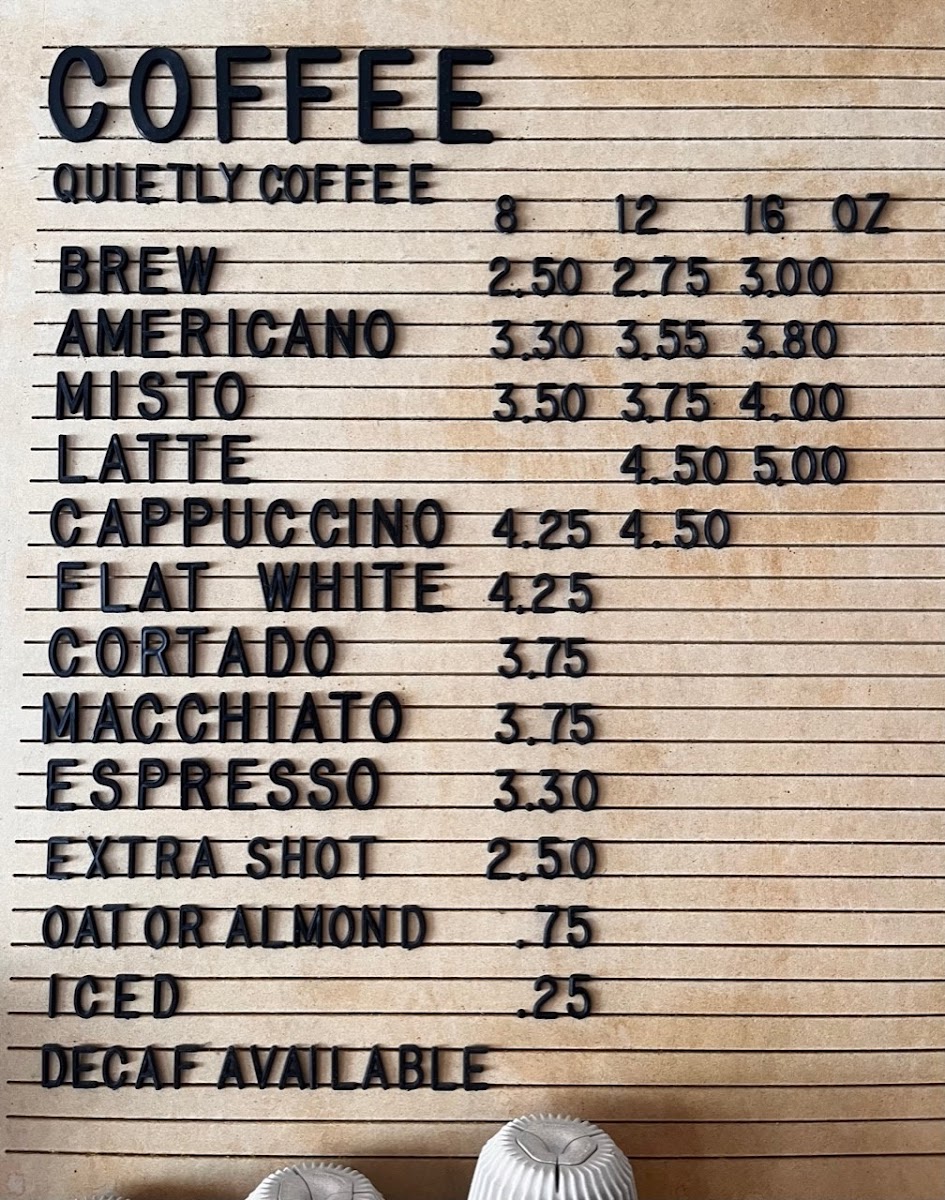 COFFEE
QUIETLY COFFEE
8 12 16 OZ
BREW 2.50 2.75 3.00
AMERICANO 3.30 3.55 3.80
MISTO 3.50 3.75 4.00
LATTE 4.50 5.00
CAPPUCCINO 4.25 4.50
FLAT WHITE 4.25
CORTADO 3.75
MACCHIATO 3.75
ESPRESSO 3.30
EXTRA SHOT 2.50
OAT OR ALMOND .75
ICED .25
DECAF AVAILABLE